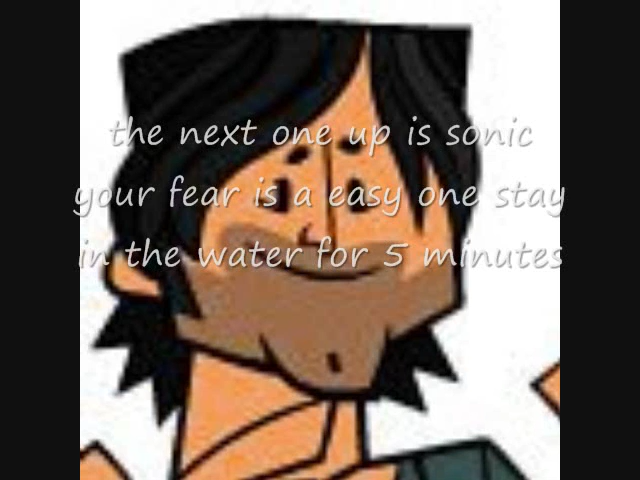 the next one up is sonic
your fear is a easy one stay
in the water for 5 minutes